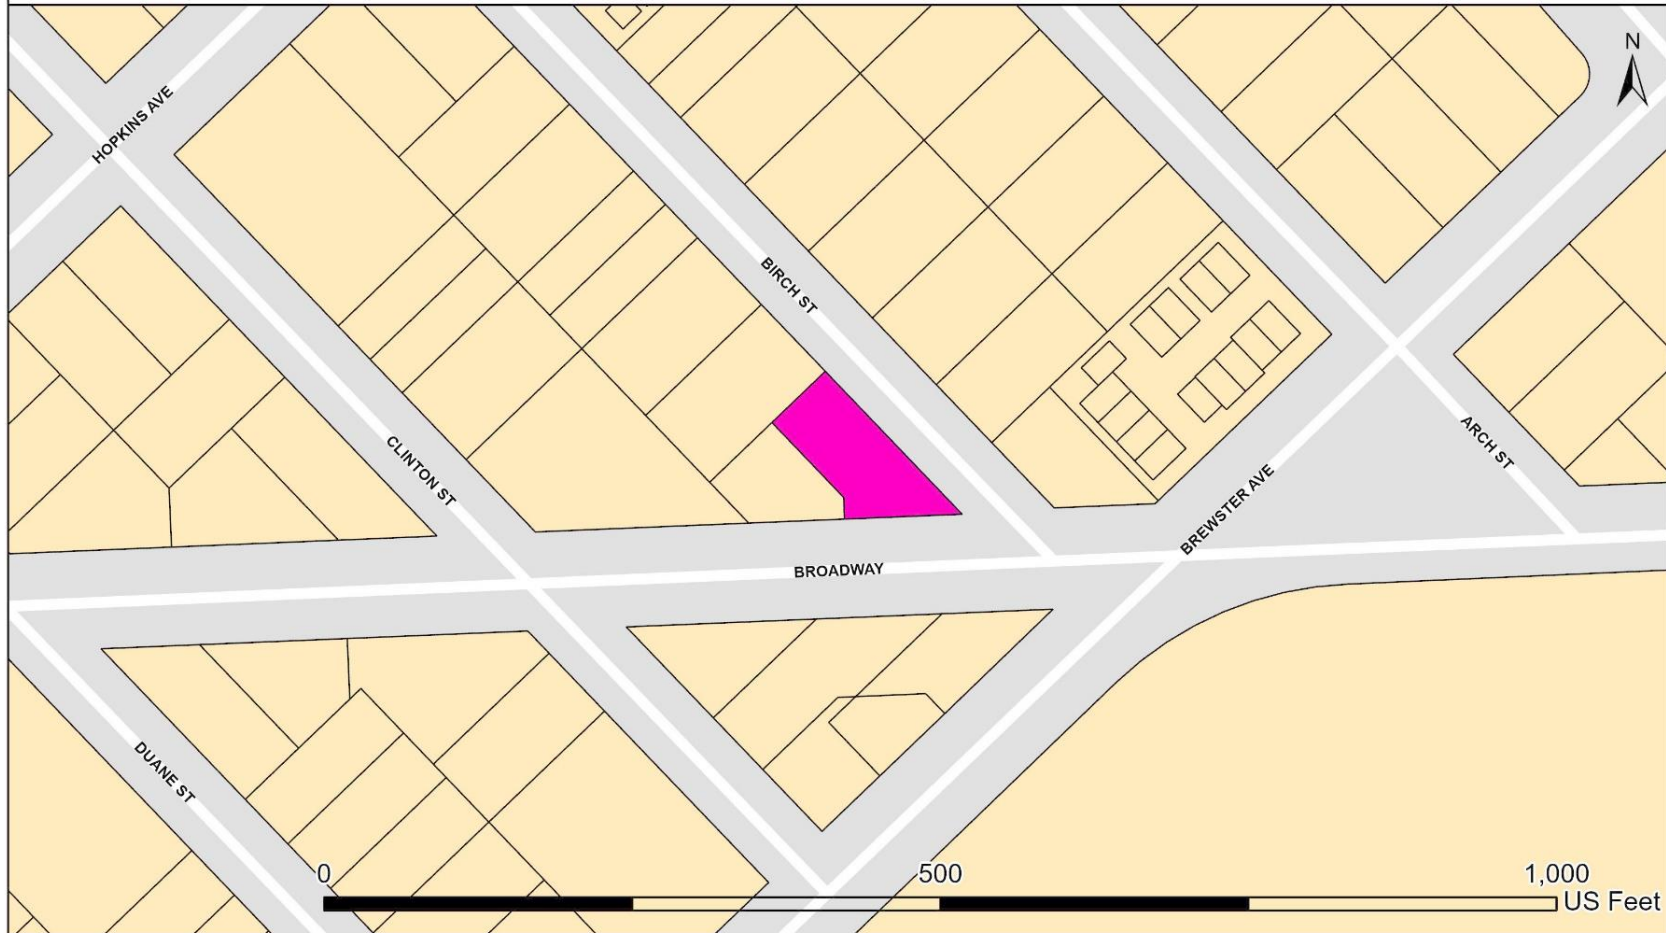 N
HOPKINS AVE
BIRCH ST
CLINTON ST
ARCH ST
BREWSTER AVE
BROADWAY
DUANE ST
0 500 1,000
US Feet